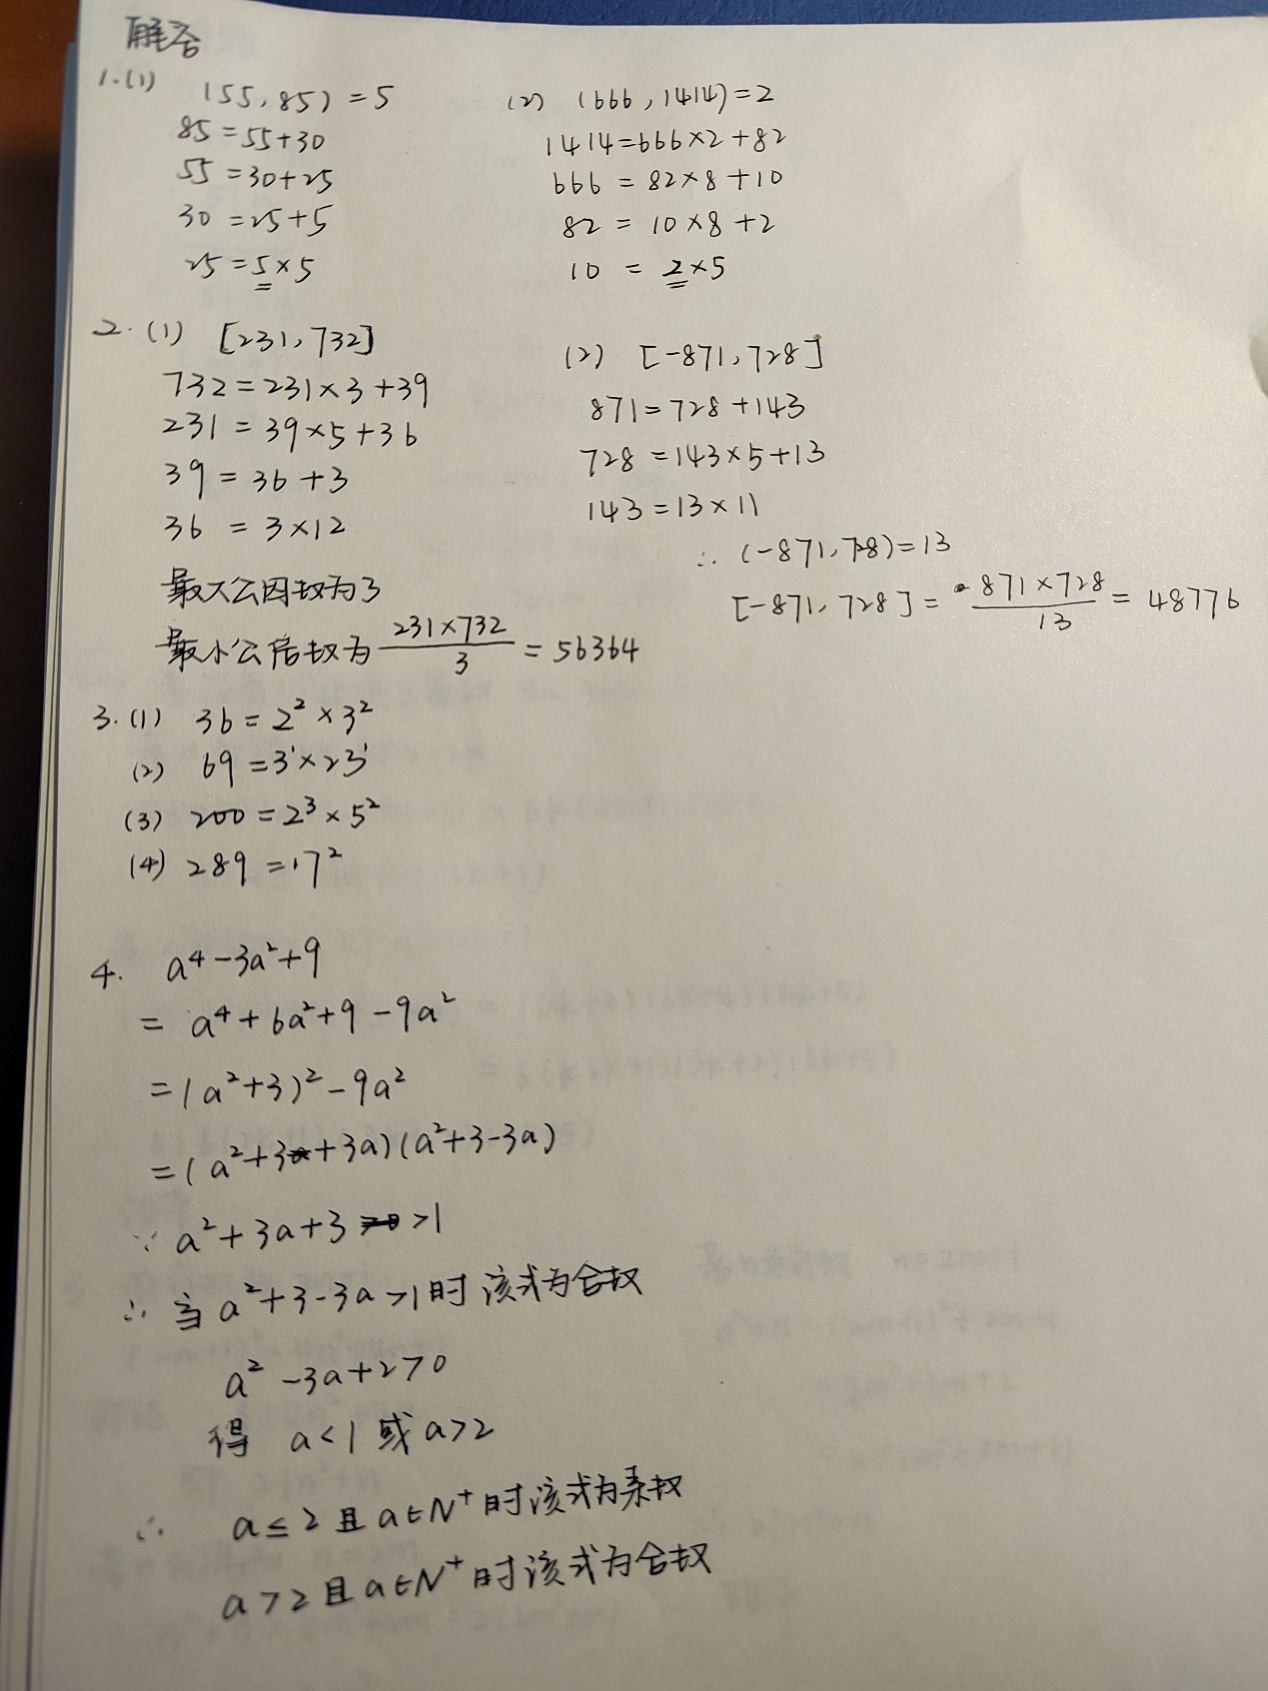 解答
1.(1) (55,85)=5
85=55+30
55=30+25
30=25+5
25=5×5
(2) (666,1414)=2
1414=666×2+82
666=82×8+10
82=10×8+2
10=2×5
2.(1) [231,732]
732=231×3+39
231=39×5+36
39=36+3
36=3×12
最大公因数为3
最小公倍数为 231×732/3 = 56364
(2) [-871,728]
871=728+143
728=143×5+13
143=13×11
∴ (-871,728)=13
[-871,728]= 871×728/13 = 48776
3.(1) 36=2²×3²
(2) 69=3¹×23¹
(3) 200=2³×5²
(4) 289=17²
4. a⁴-3a²+9
= a⁴+6a²+9-9a²
=(a²+3)²-9a²
=(a²+3+3a)(a²+3-3a)
∵ a²+3a+3>1
∴ 当 a²+3-3a>1时 该式为合数
a²-3a+2>0
得 a<1 或 a>2
∴ a≤2 且 a∈N⁺ 时该式为素数
a>2 且 a∈N⁺ 时该式为合数